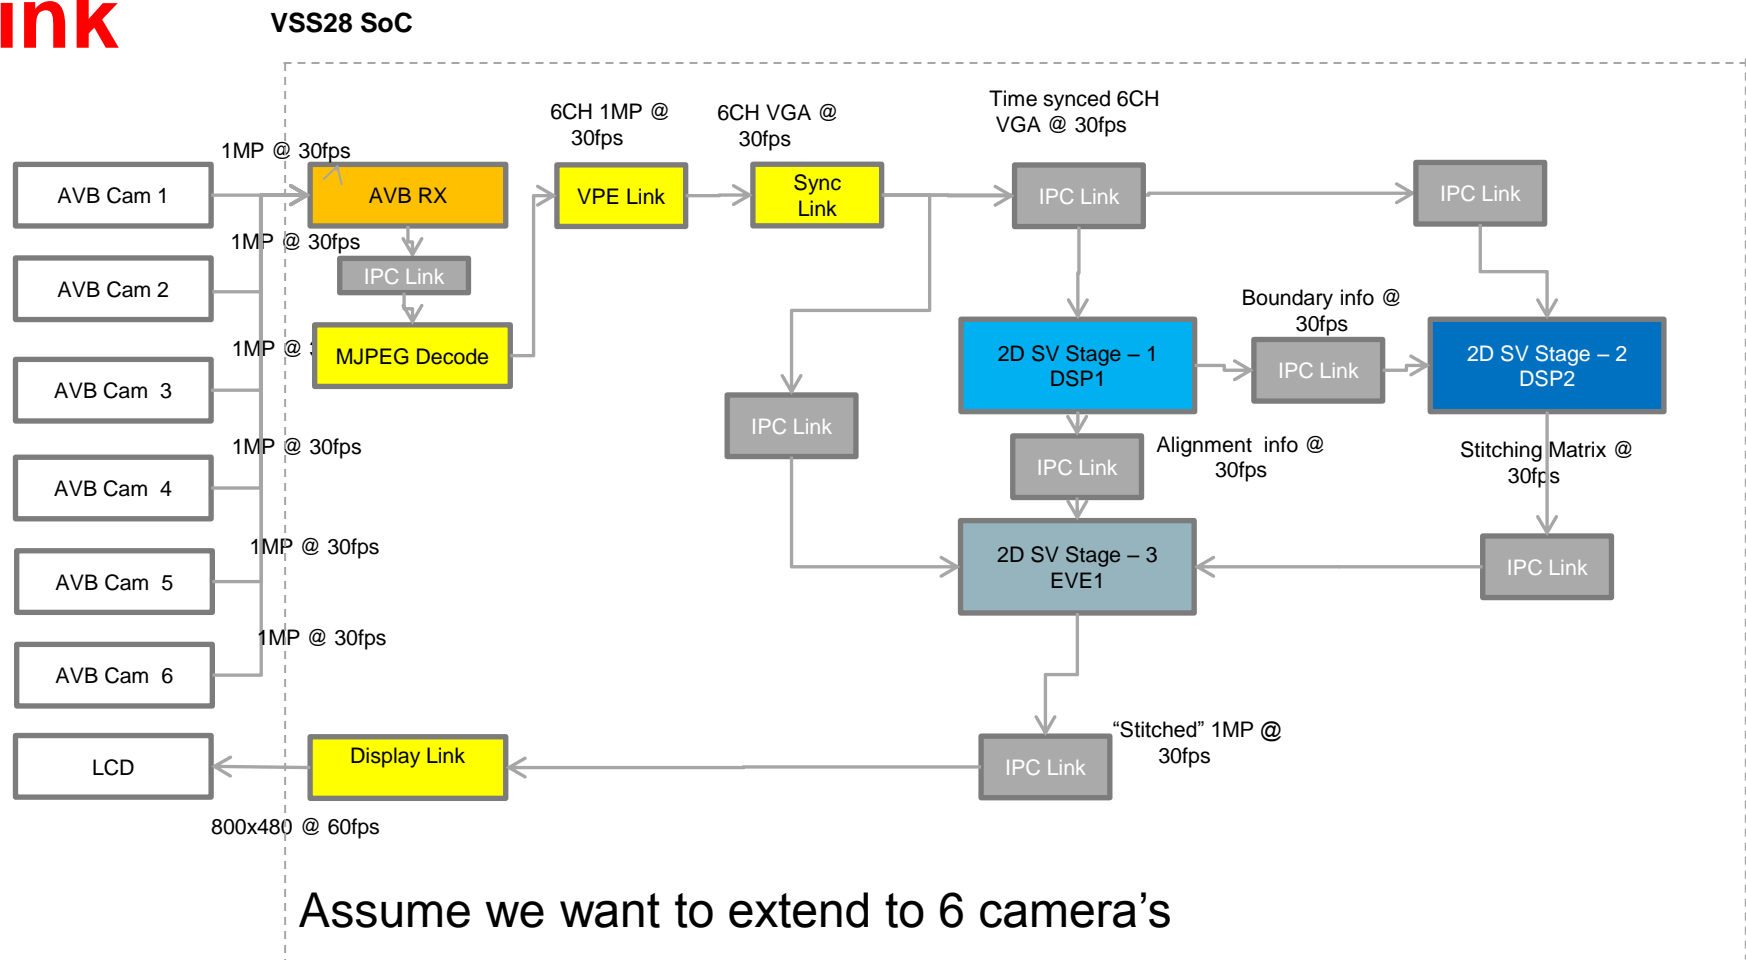 ink
VSS28 SoC
6CH 1MP @
30fps
6CH VGA @
30fps
Time synced 6CH
VGA @ 30fps
1MP @ 30fps
AVB Cam 1
AVB RX
VPE Link
Sync
Link
IPC Link
IPC Link
1MP @ 30fps
AVB Cam 2
IPC Link
Boundary info @
30fps
1MP @ 3
MJPEG Decode
2D SV Stage – 1
DSP1
IPC Link
2D SV Stage – 2
DSP2
AVB Cam 3
IPC Link
1MP @ 30fps
Alignment info @
30fps
Stitching Matrix @
30fps
IPC Link
AVB Cam 4
1MP @ 30fps
2D SV Stage – 3
EVE1
IPC Link
AVB Cam 5
1MP @ 30fps
AVB Cam 6
“Stitched” 1MP @
30fps
LCD
Display Link
IPC Link
800x480 @ 60fps
Assume we want to extend to 6 camera’s